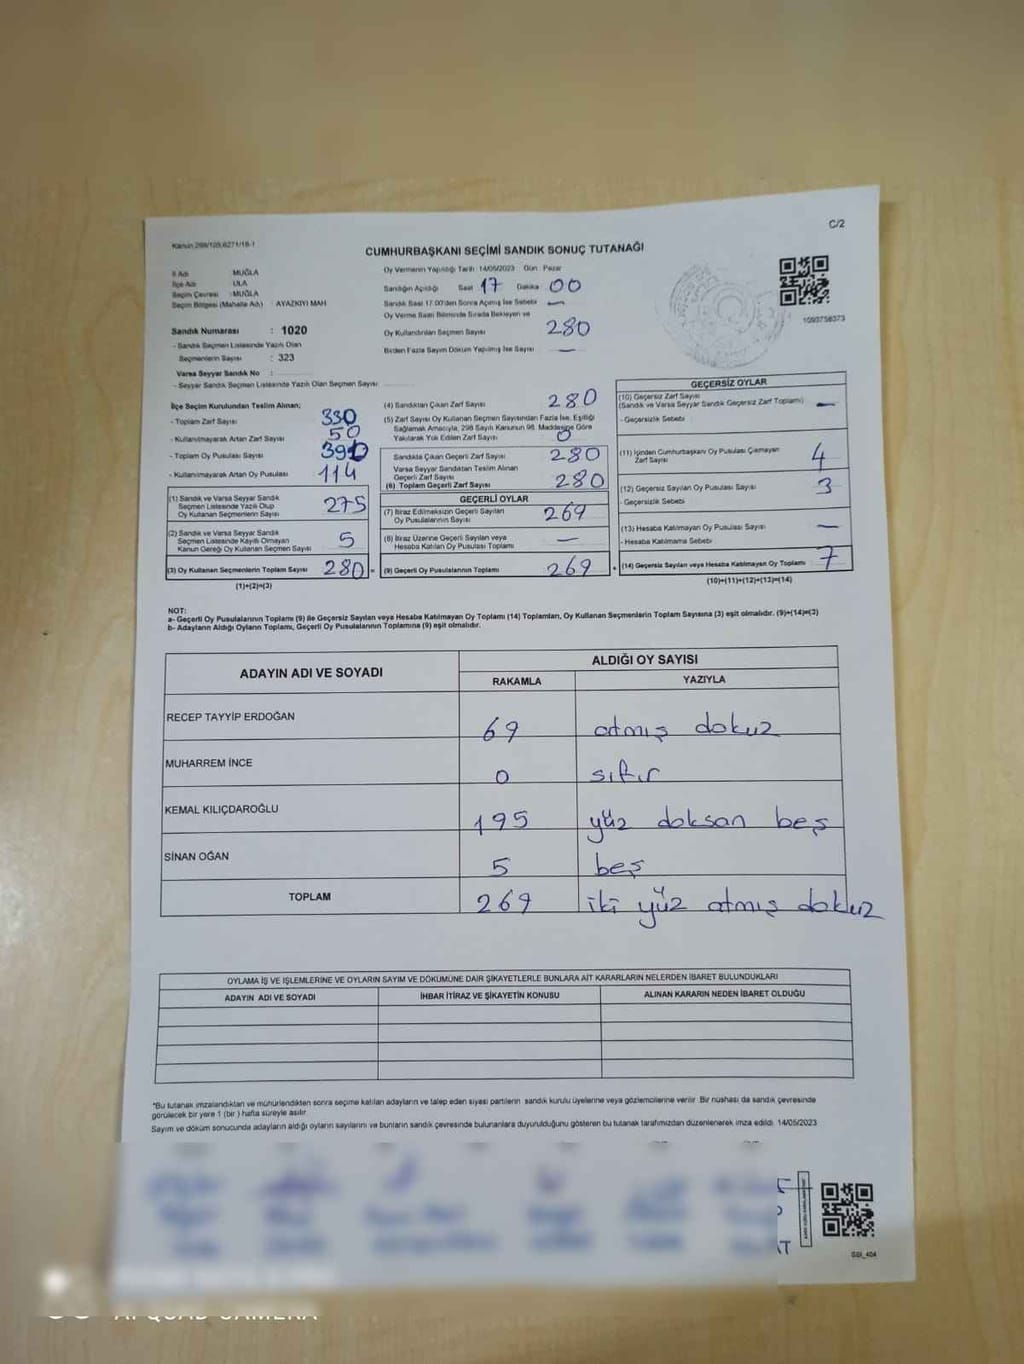 C/2
Kanun:298/109,6271/18-1
CUMHURBAŞKANI SEÇİMİ SANDIK SONUÇ TUTANAĞI
İl Adı MUĞLA
İlçe Adı ULA
Seçim Çevresi :MUĞLA
Seçim Bölgesi (Mahalle Adı) : AYAZKIYI MAH
Sandık Numarası : 1020
- Sandık Seçmen Listesinde Yazılı Olan
Seçmenlerin Sayısı : 323
Varsa Seyyar Sandık No :
- Seyyar Sandık Seçmen Listesinde Yazılı Olan Seçmen Sayısı
Oy Vermenin Yapıldığı Tarih :14/05/2023 Gün : Pazar
Sandığın Açıldığı Saat 17 Dakika 00
Sandık Saat 17.00'den Sonra Açılmış İse Sebebi —
Oy Verme Saati Bitiminde Sırada Bekleyen ve
Oy Kullandırılan Seçmen Sayısı 280
Birden Fazla Sayım Döküm Yapılmış İse Sayısı —
1093756373
İlçe Seçim Kurulundan Teslim Alınan;
- Toplam Zarf Sayısı 330
- Kullanılmayarak Artan Zarf Sayısı 50
- Toplam Oy Pusulası Sayısı 390
- Kullanılmayarak Artan Oy Pusulası 114
(1) Sandık ve Varsa Seyyar Sandık
Seçmen Listesinde Yazılı Olup
Oy Kullanan Seçmenlerin Sayısı 275
(2) Sandık ve Varsa Seyyar Sandık
Seçmen Listesinde Kayıtlı Olmayan
Kanun Gereği Oy Kullanan Seçmen Sayısı 5
(3) Oy Kullanan Seçmenlerin Toplam Sayısı 280 =
(1)+(2)=(3)
(4) Sandıktan Çıkan Zarf Sayısı 280
(5) Zarf Sayısı Oy Kullanan Seçmen Sayısından Fazla İse, Eşitliği
Sağlamak Amacıyla, 298 Sayılı Kanunun 98. Maddesine Göre
Yakılarak Yok Edilen Zarf Sayısı 0
Sandıkta Çıkan Geçerli Zarf Sayısı 280
Varsa Seyyar Sandıktan Teslim Alınan
Geçerli Zarf Sayısı
(6) Toplam Geçerli Zarf Sayısı 280
GEÇERLİ OYLAR
(7) İtiraz Edilmeksizin Geçerli Sayılan
Oy Pusulalarının Sayısı 269
(8) İtiraz Üzerine Geçerli Sayılan veya
Hesaba Katılan Oy Pusulası Toplamı —
(9) Geçerli Oy Pusulalarının Toplamı 269 +
GEÇERSİZ OYLAR
(10) Geçersiz Zarf Sayısı
(Sandık ve Varsa Seyyar Sandık Geçersiz Zarf Toplamı) —
- Geçersizlik Sebebi :
(11) İçinden Cumhurbaşkanı Oy Pusulası Çıkmayan
Zarf Sayısı 4
(12) Geçersiz Sayılan Oy Pusulası Sayısı 3
- Geçersizlik Sebebi :
(13) Hesaba Katılmayan Oy Pusulası Sayısı —
- Hesaba Katılmama Sebebi :
(14) Geçersiz Sayılan veya Hesaba Katılmayan Oy Toplamı 7
(10)+(11)+(12)+(13)=(14)
NOT:
a- Geçerli Oy Pusulalarının Toplamı (9) ile Geçersiz Sayılan veya Hesaba Katılmayan Oy Toplamı (14) Toplamları, Oy Kullanan Seçmenlerin Toplam Sayısına (3) eşit olmalıdır. (9)+(14)=(3)
b- Adayların Aldığı Oyların Toplamı, Geçerli Oy Pusulalarının Toplamına (9) eşit olmalıdır.
ADAYIN ADI VE SOYADI ALDIĞI OY SAYISI
RAKAMLA YAZIYLA
RECEP TAYYİP ERDOĞAN 69 atmış dokuz
MUHARREM İNCE 0 sıfır
KEMAL KILIÇDAROĞLU 195 yüz doksan beş
SİNAN OĞAN 5 beş
TOPLAM 269 iki yüz atmış dokuz
OYLAMA İŞ VE İŞLEMLERİNE VE OYLARIN SAYIM VE DÖKÜMÜNE DAİR ŞİKAYETLERLE BUNLARA AİT KARARLARIN NELERDEN İBARET BULUNDUKLARI
ADAYIN ADI VE SOYADI İHBAR İTİRAZ VE ŞİKAYETİN KONUSU ALINAN KARARIN NEDEN İBARET OLDUĞU
*Bu tutanak imzalandıktan ve mühürlendikten sonra seçime katılan adayların ve talep eden siyasi partilerin sandık kurulu üyelerine veya gözlemcilerine verilir. Bir nüshası da sandık çevresinde
görülecek bir yere 1 (bir ) hafta süreyle asılır.
Sayım ve döküm sonucunda adayların aldığı oyların sayılarını ve bunların sandık çevresinde bulunanlara duyurulduğunu gösteren bu tutanak tarafımızdan düzenlenerek imza edildi. 14/05/2023